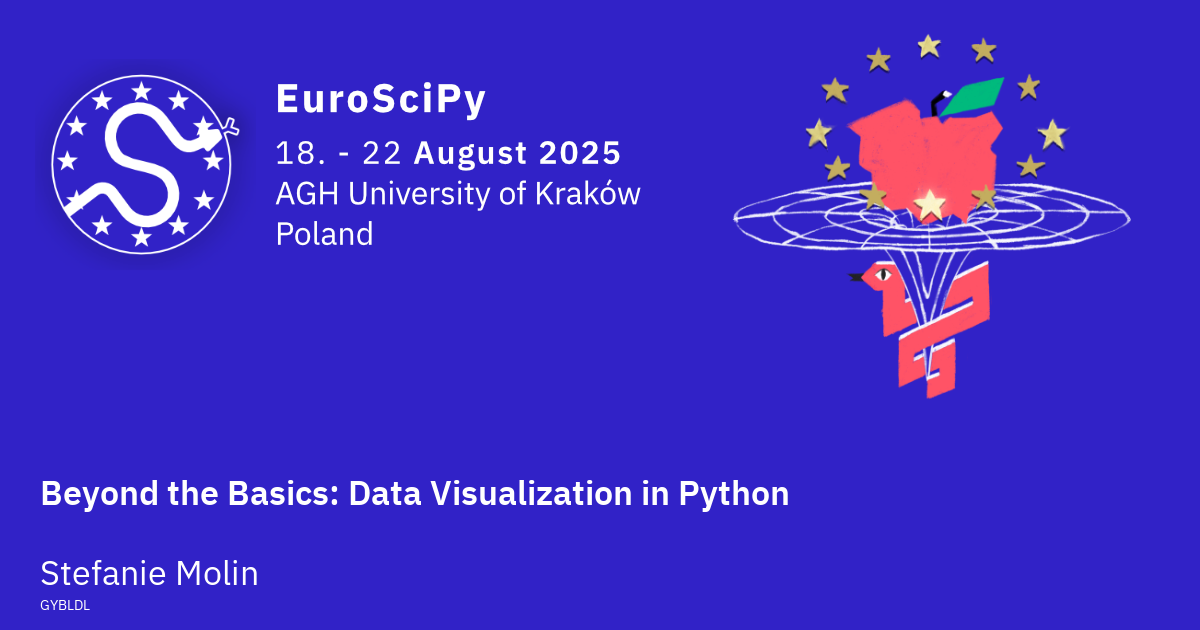 EuroSciPy
18. - 22 August 2025
AGH University of Kraków
Poland
Beyond the Basics: Data Visualization in Python
Stefanie Molin
GYBLDL